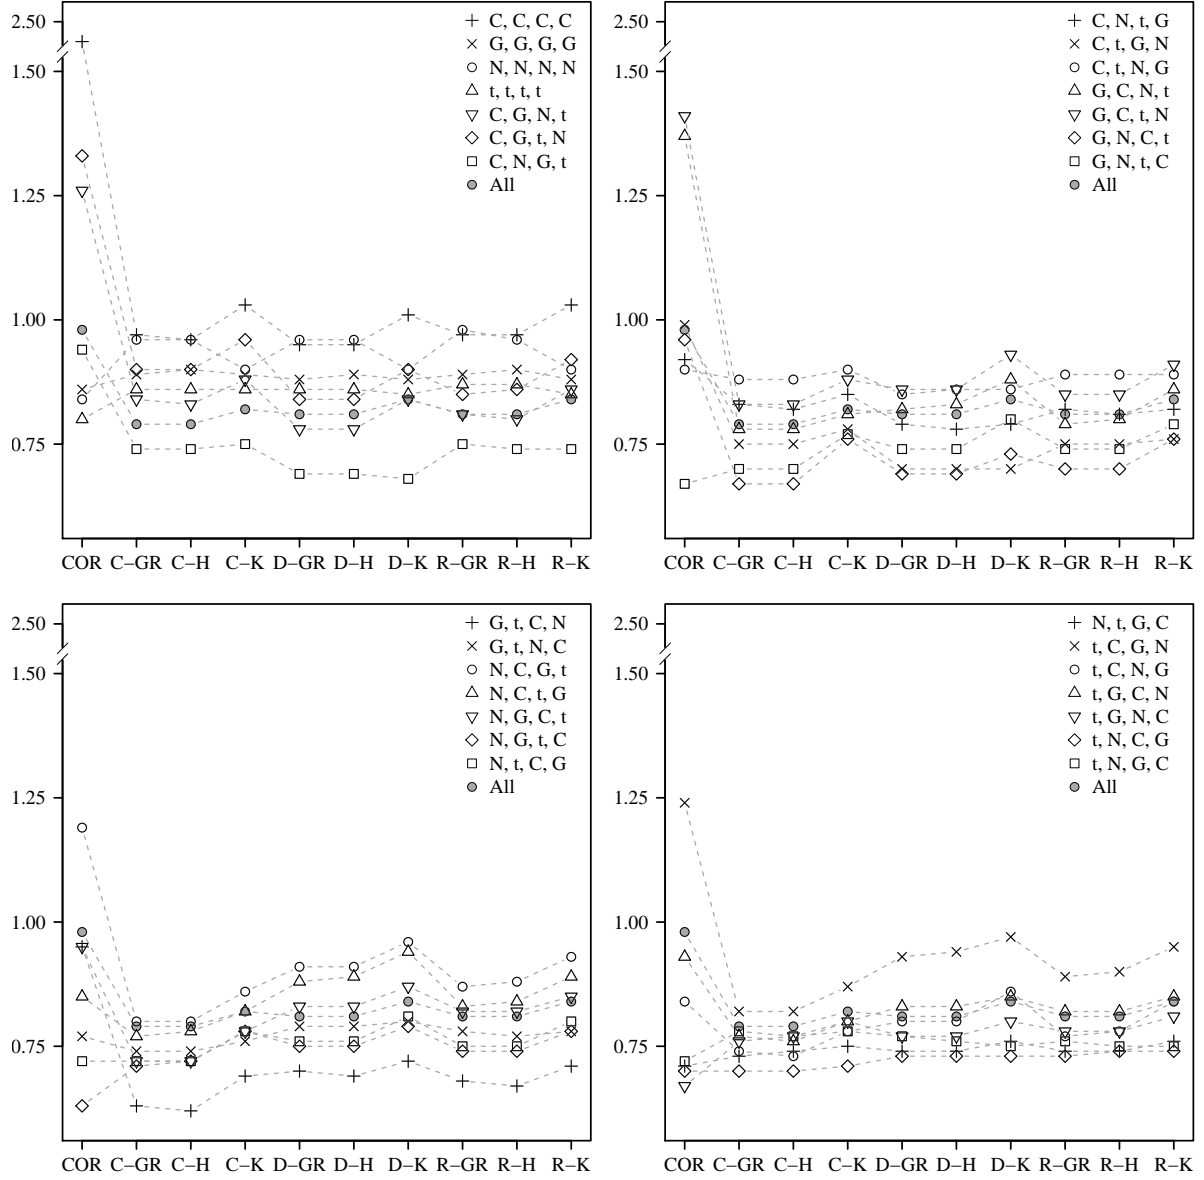 2.50
1.50
1.25
1.00
0.75
C, C, C, C
G, G, G, G
N, N, N, N
t, t, t, t
C, G, N, t
C, G, t, N
C, N, G, t
All
COR C−GR C−H C−K D−GR D−H D−K R−GR R−H R−K
2.50
1.50
1.25
1.00
0.75
C, N, t, G
C, t, G, N
C, t, N, G
G, C, N, t
G, C, t, N
G, N, C, t
G, N, t, C
All
COR C−GR C−H C−K D−GR D−H D−K R−GR R−H R−K
2.50
1.50
1.25
1.00
0.75
G, t, C, N
G, t, N, C
N, C, G, t
N, C, t, G
N, G, C, t
N, G, t, C
N, t, C, G
All
COR C−GR C−H C−K D−GR D−H D−K R−GR R−H R−K
2.50
1.50
1.25
1.00
0.75
N, t, G, C
t, C, G, N
t, C, N, G
t, G, C, N
t, G, N, C
t, N, C, G
t, N, G, C
All
COR C−GR C−H C−K D−GR D−H D−K R−GR R−H R−K